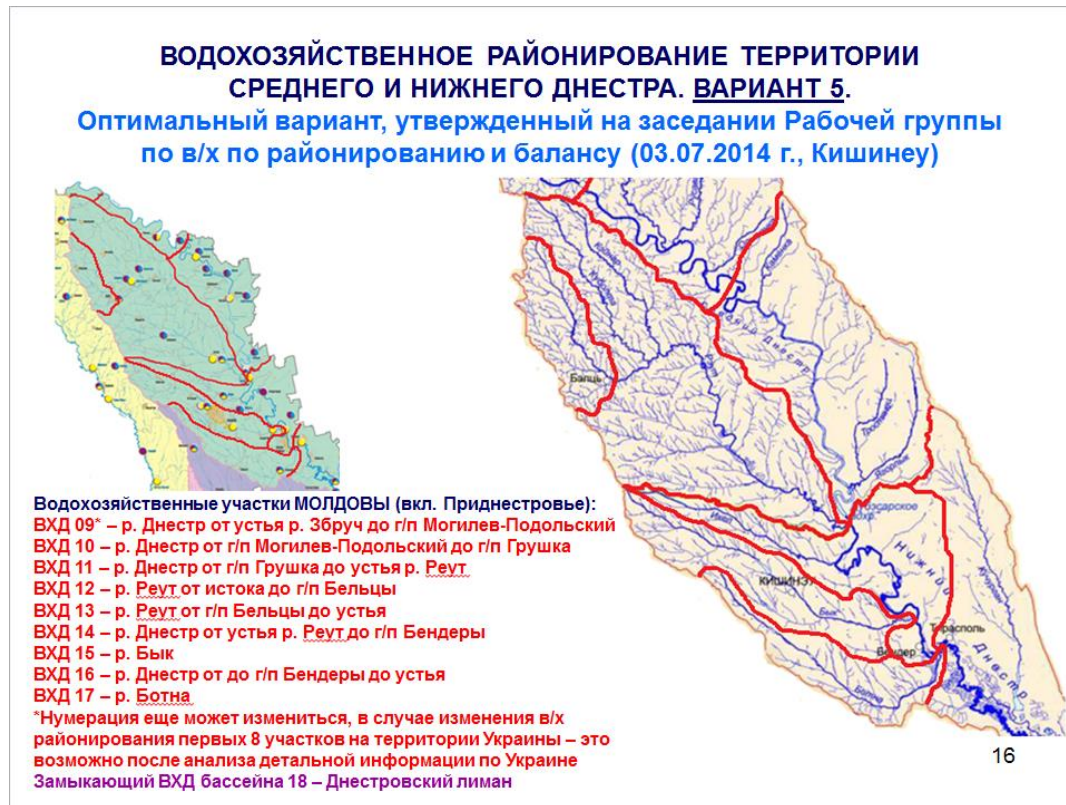 ВОДОХОЗЯЙСТВЕННОЕ РАЙОНИРОВАНИЕ ТЕРРИТОРИИ
СРЕДНЕГО И НИЖНЕГО ДНЕСТРА. ВАРИАНТ 5.
Оптимальный вариант, утвержденный на заседании Рабочей группы
по в/х по районированию и балансу (03.07.2014 г., Кишинеу)
Каменка
Бэлць
Ягорлык
Нижний
КИШИНЭУ
Бык
Тирасполь
Бендер
Днестр
Ботна
Водохозяйственные участки МОЛДОВЫ (вкл. Приднестровье):
ВХД 09* – р. Днестр от устья р. Збруч до г/п Могилев-Подольский
ВХД 10 – р. Днестр от г/п Могилев-Подольский до г/п Грушка
ВХД 11 – р. Днестр от г/п Грушка до устья р. Реут
ВХД 12 – р. Реут от истока до г/п Бельцы
ВХД 13 – р. Реут от г/п Бельцы до устья
ВХД 14 – р. Днестр от устья р. Реут до г/п Бендеры
ВХД 15 – р. Бык
ВХД 16 – р. Днестр от до г/п Бендеры до устья
ВХД 17 – р. Ботна
*Нумерация еще может измениться, в случае изменения в/х
районирования первых 8 участков на территории Украины – это
возможно после анализа детальной информации по Украине
Замыкающий ВХД бассейна 18 – Днестровский лиман
16